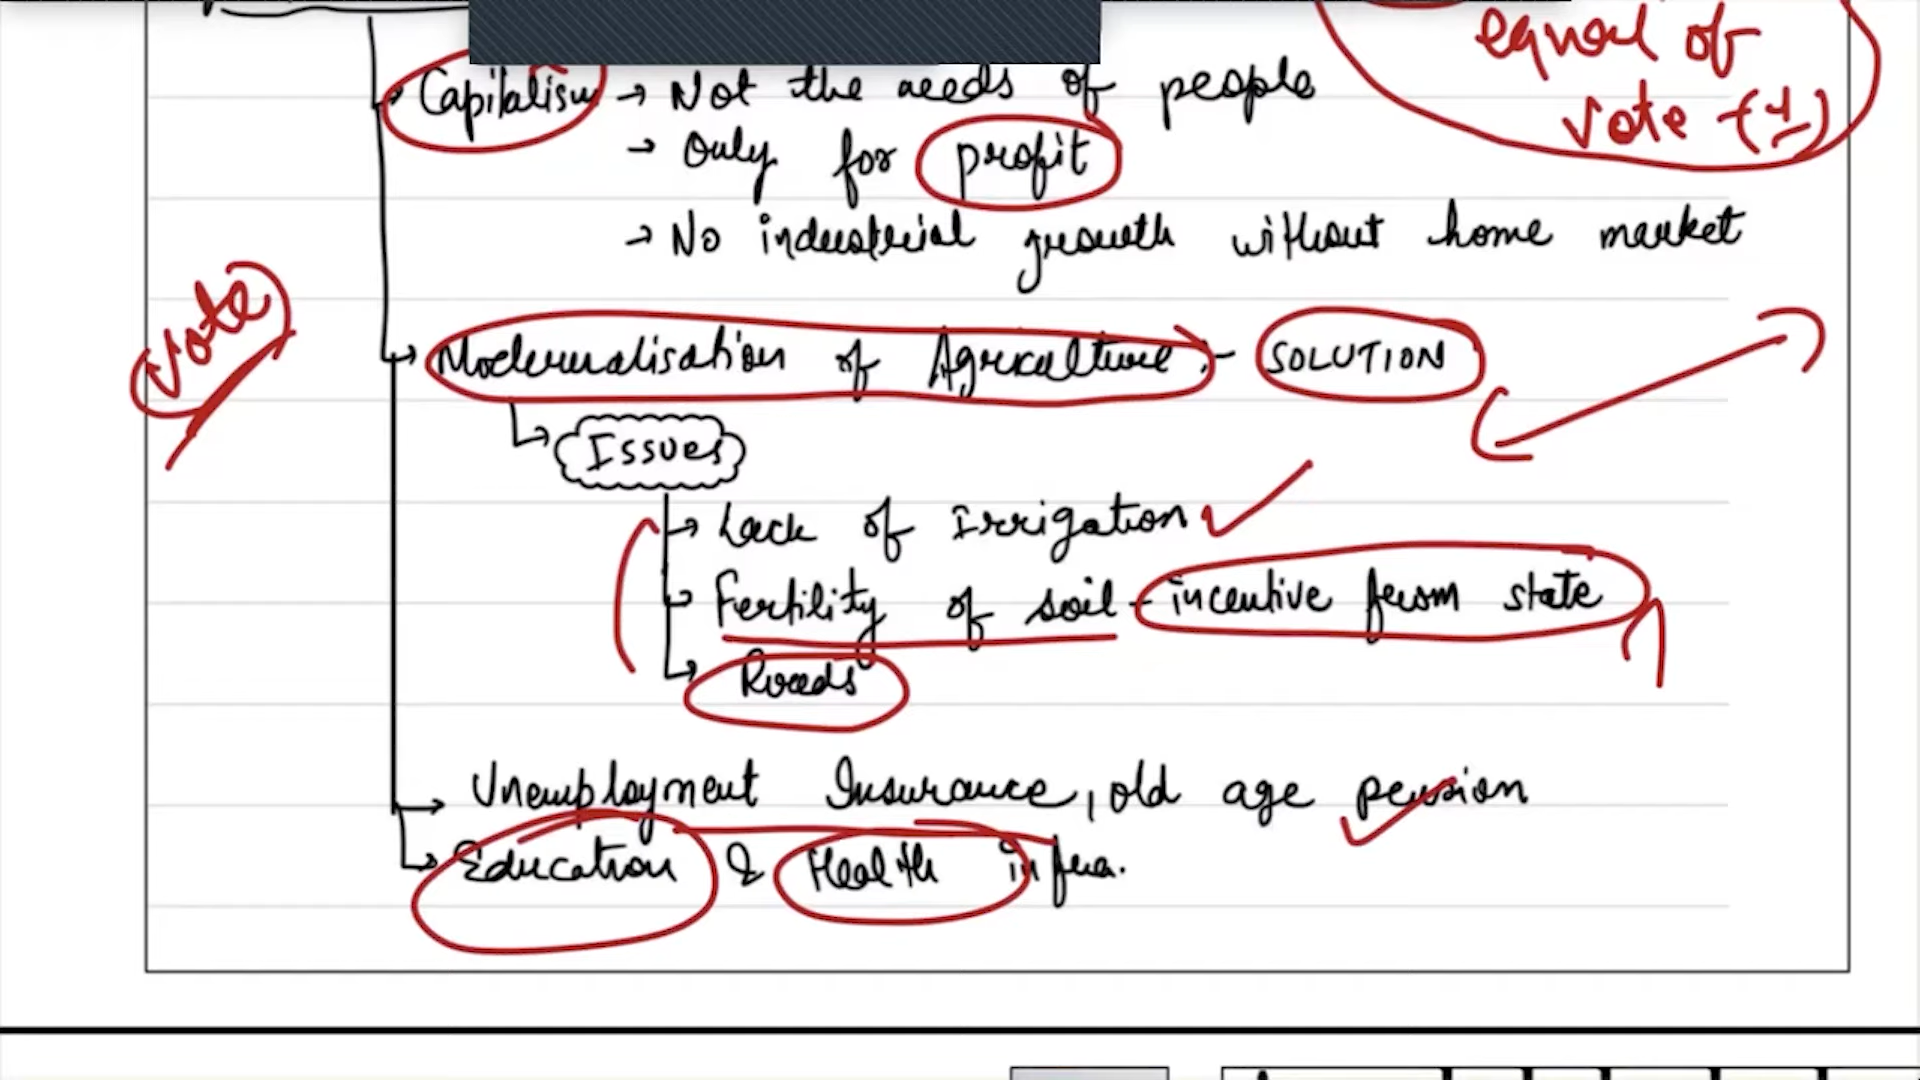 equal of
vote -(1)
Capitalism → Not the needs of people
→ Only for profit
→ No industrial growth without home market
Vote
→ Modernalisation of Agriculture :- SOLUTION
Issues
→ Lack of Irrigation
→ Fertility of soil - incentive from state
→ Roads
→ Unemployment Insurance, old age pension
→ Education & Health infra.